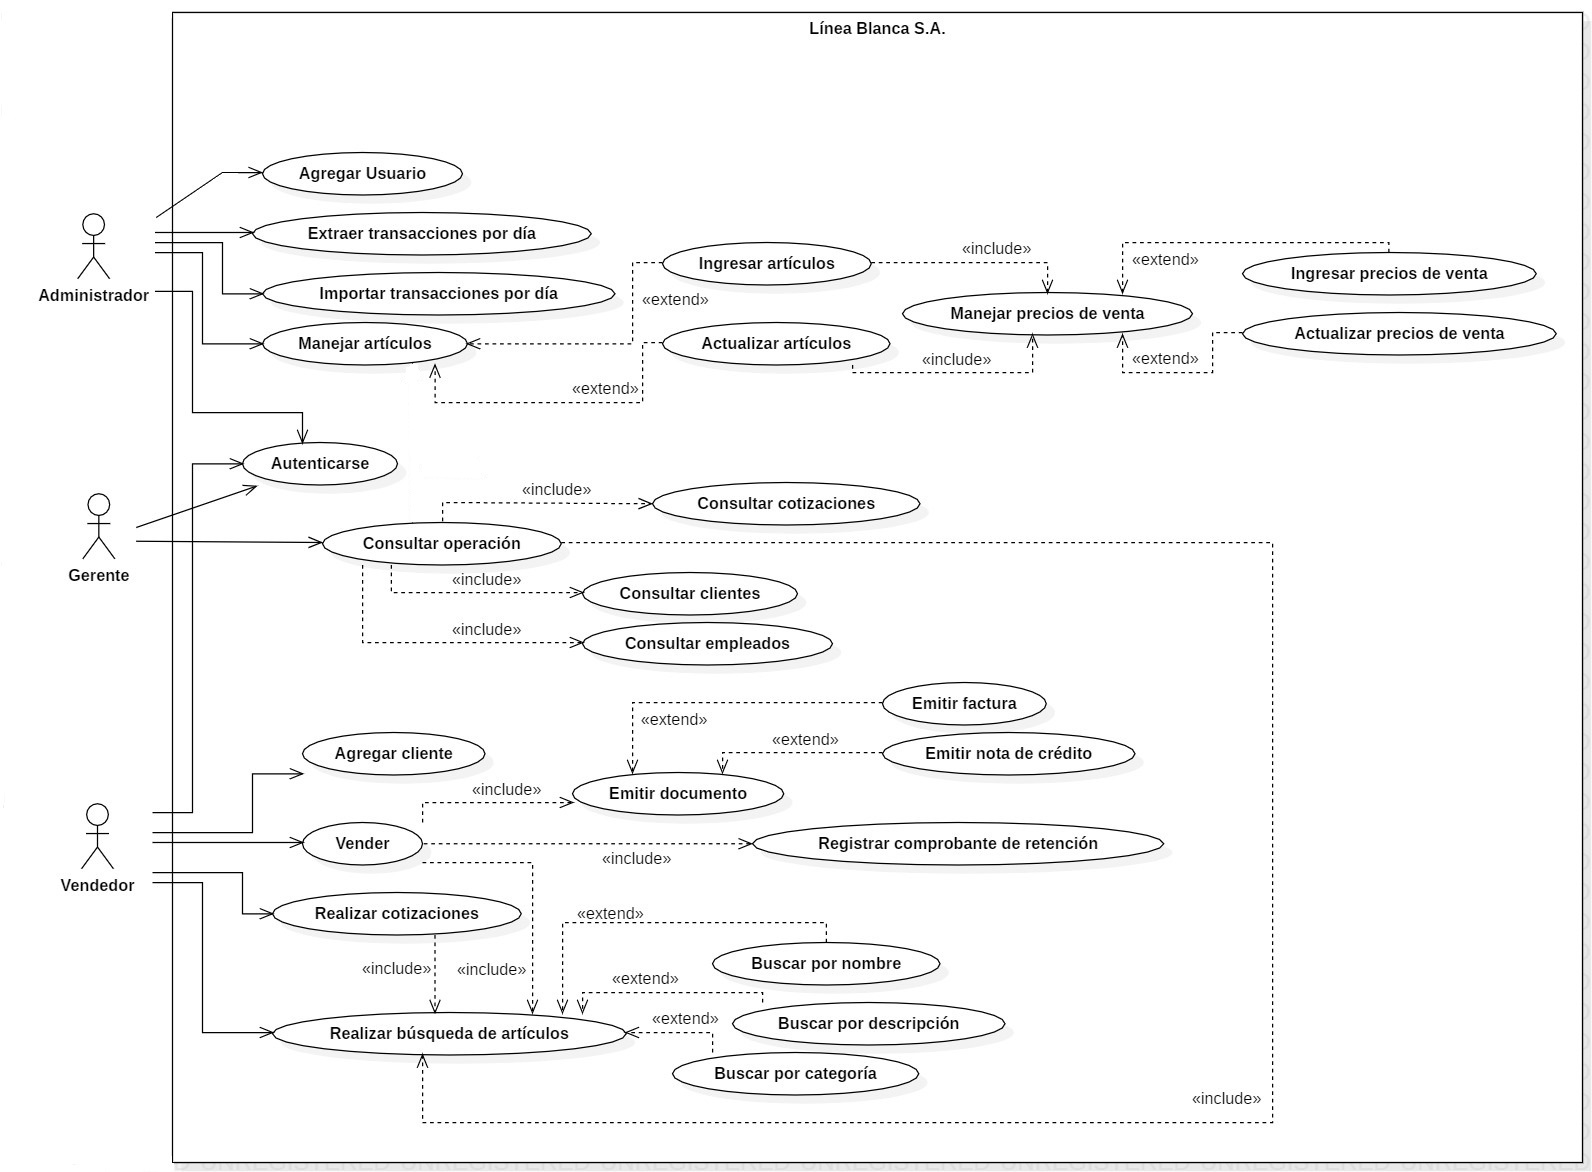 Línea Blanca S.A.
Agregar Usuario
Extraer transacciones por día
Administrador
Importar transacciones por día
Manejar artículos
Ingresar artículos
«include»
«extend»
Ingresar precios de venta
«extend»
Manejar precios de venta
Actualizar artículos
«include»
«extend»
Actualizar precios de venta
«extend»
Autenticarse
Gerente
«include»
Consultar cotizaciones
Consultar operación
«include»
Consultar clientes
«include»
Consultar empleados
Emitir factura
«extend»
«extend»
Emitir nota de crédito
Agregar cliente
«include»
Emitir documento
Vendedor
Vender
«include»
Registrar comprobante de retención
Realizar cotizaciones
«extend»
«include»
«include»
Buscar por nombre
«extend»
«extend»
Buscar por descripción
Realizar búsqueda de artículos
Buscar por categoría
«include»